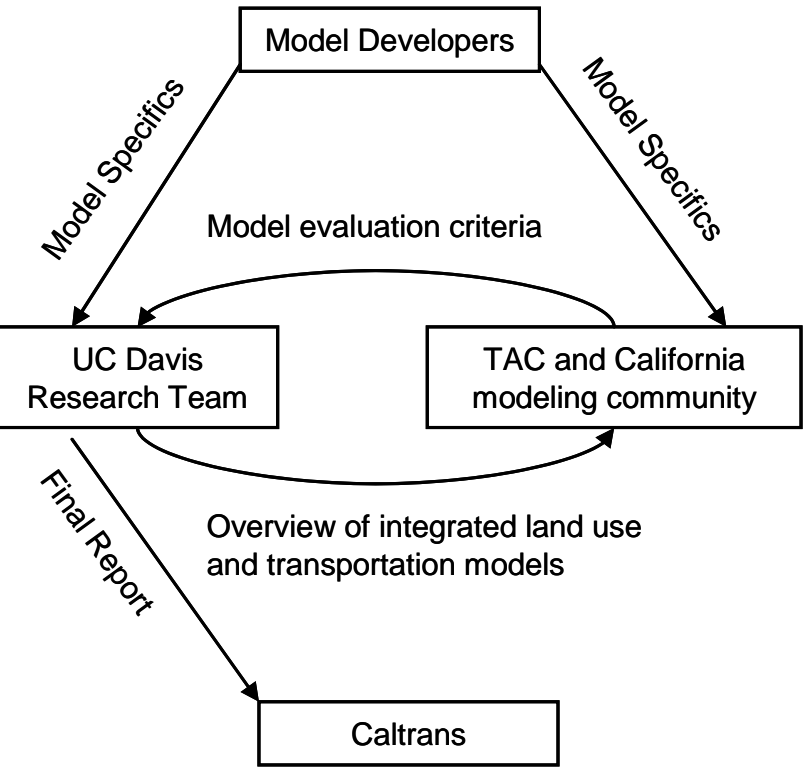 Model Developers
Model Specifics
Model Specifics
Model evaluation criteria
UC Davis
Research Team
TAC and California
modeling community
Final Report
Overview of integrated land use
and transportation models
Caltrans